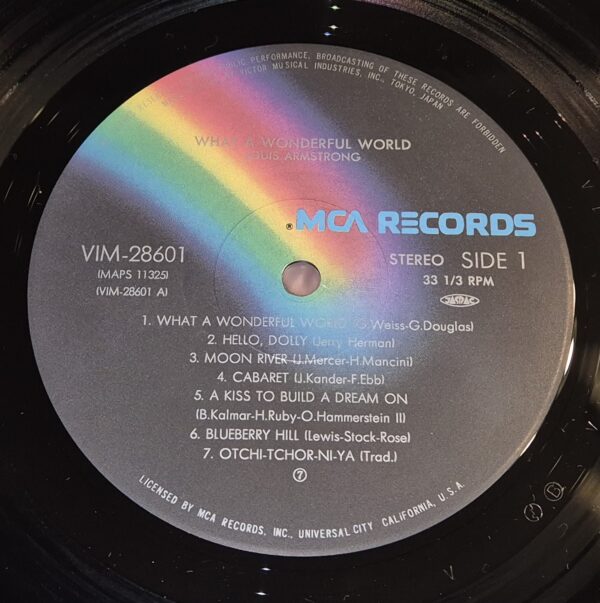 PUBLIC PERFORMANCE, BROADCASTING OF THESE RECORDS ARE FORBIDDEN
VICTOR MUSICAL INDUSTRIES, INC., TOKYO, JAPAN
WHAT A WONDERFUL WORLD
LOUIS ARMSTRONG
® MCA RECORDS
VIM-28601
(MAPS 11325)
(VIM-28601 A)
STEREO SIDE 1
33 1/3 RPM
JASRAC
1. WHAT A WONDERFUL WORLD (G.Weiss-G.Douglas)
2. HELLO, DOLLY (Jerry Herman)
3. MOON RIVER (J.Mercer-H.Mancini)
4. CABARET (J.Kander-F.Ebb)
5. A KISS TO BUILD A DREAM ON
(B.Kalmar-H.Ruby-O.Hammerstein II)
6. BLUEBERRY HILL (Lewis-Stock-Rose)
7. OTCHI-TCHOR-NI-YA (Trad.)
⑦
LICENSED BY MCA RECORDS, INC., UNIVERSAL CITY, CALIFORNIA, U.S.A.